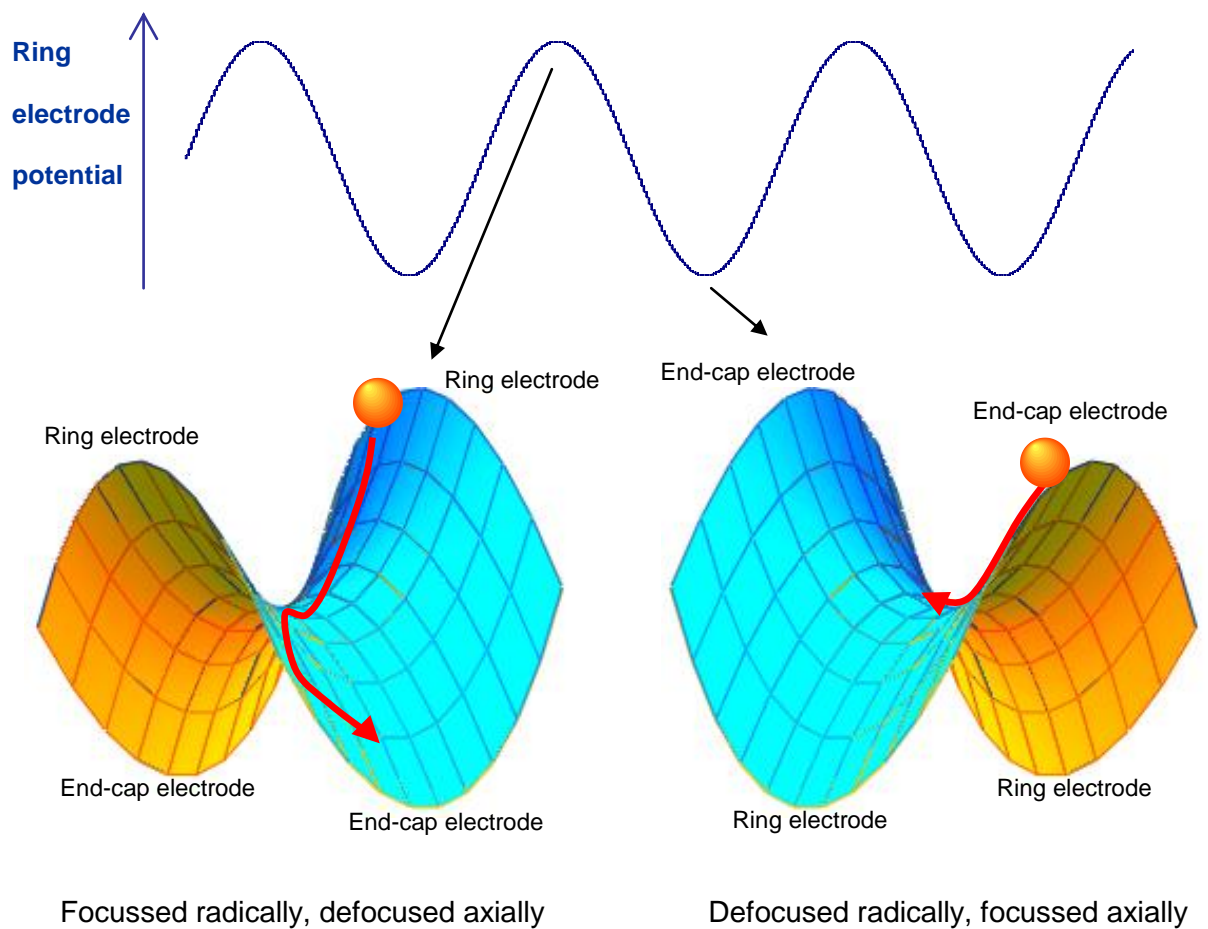 Ring
electrode
potential
Ring electrode
End-cap electrode
End-cap electrode
Ring electrode
End-cap electrode
End-cap electrode
Ring electrode
Ring electrode
Focussed radically, defocused axially
Defocused radically, focussed axially